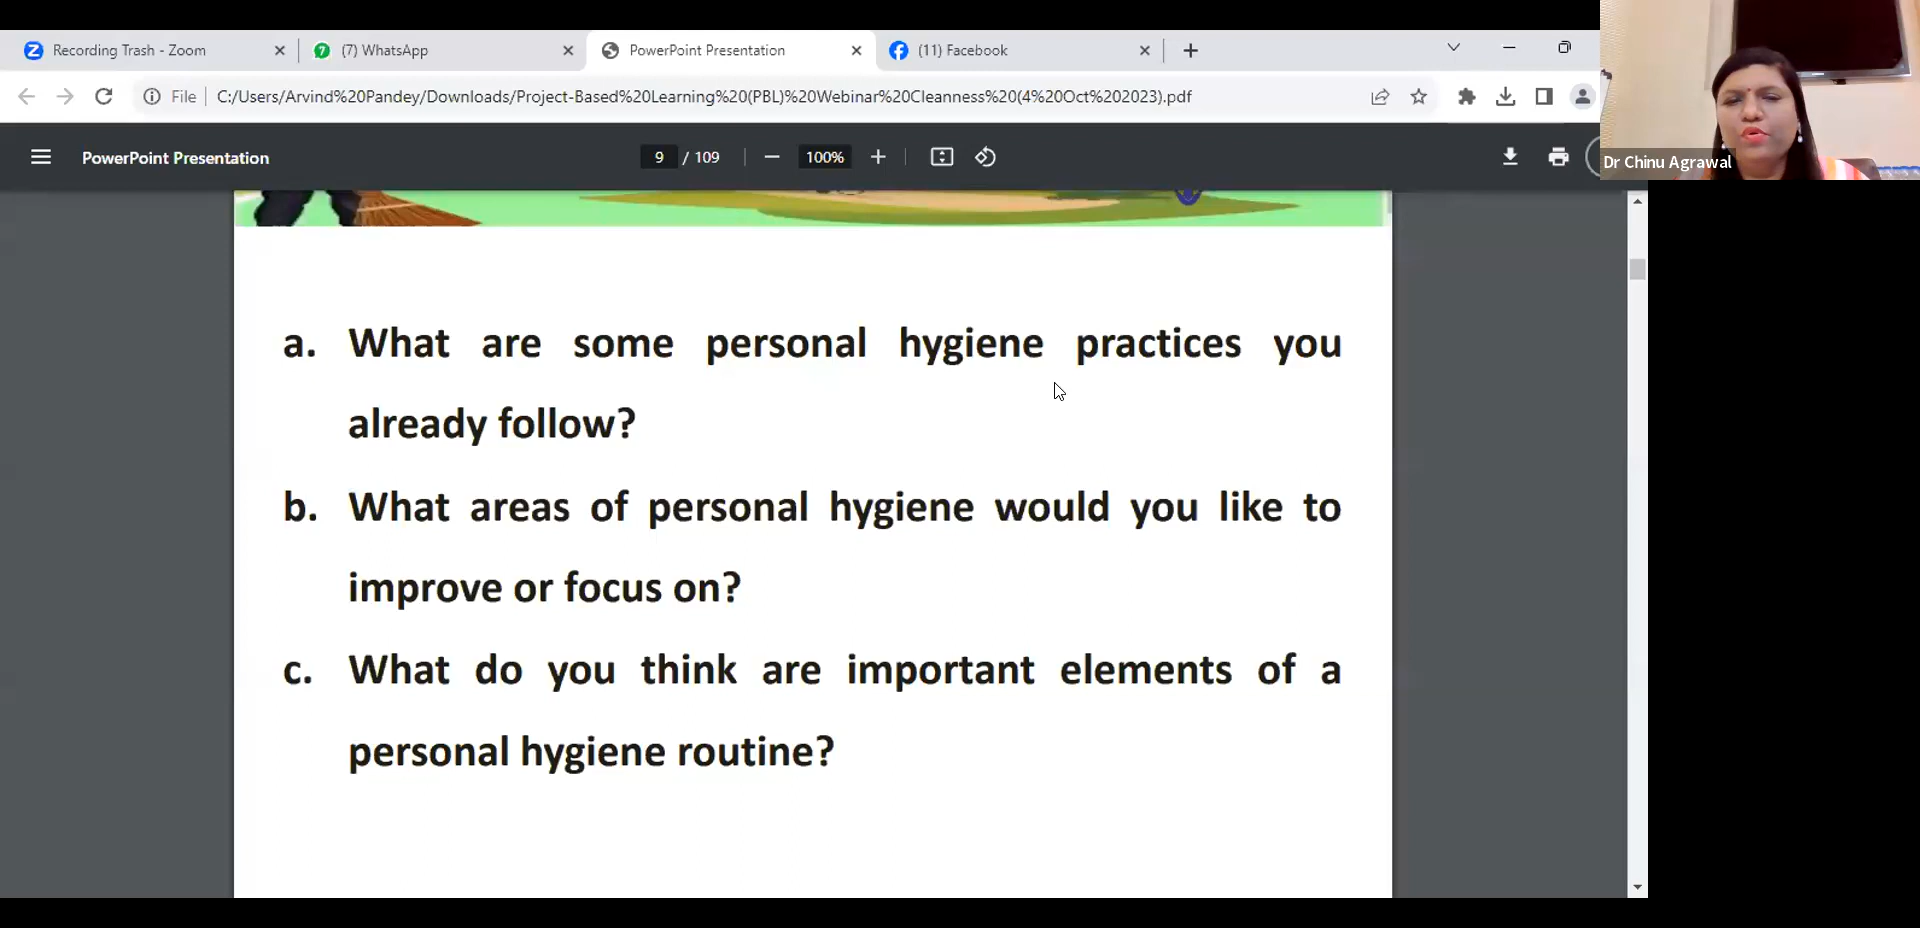 Recording Trash - Zoom
(7) WhatsApp
PowerPoint Presentation
(11) Facebook
File
C:/Users/Arvind%20Pandey/Downloads/Project-Based%20Learning%20(PBL)%20Webinar%20Cleanness%20(4%20Oct%202023).pdf
PowerPoint Presentation
9 / 109
100%
Dr Chinu Agrawal
a. What are some personal hygiene practices you
already follow?
b. What areas of personal hygiene would you like to
improve or focus on?
c. What do you think are important elements of a
personal hygiene routine?